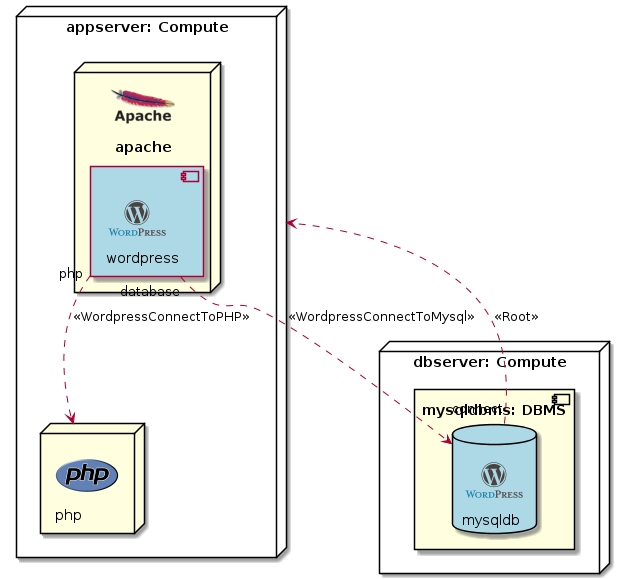 appserver: Compute
Apache
apache
WORDPRESS
wordpress
php
database
«WordpressConnectToPHP»
«WordpressConnectToMysql»
«Root»
dbserver: Compute
mysqldbms: DBMS
WORDPRESS
mysqldb
php
php